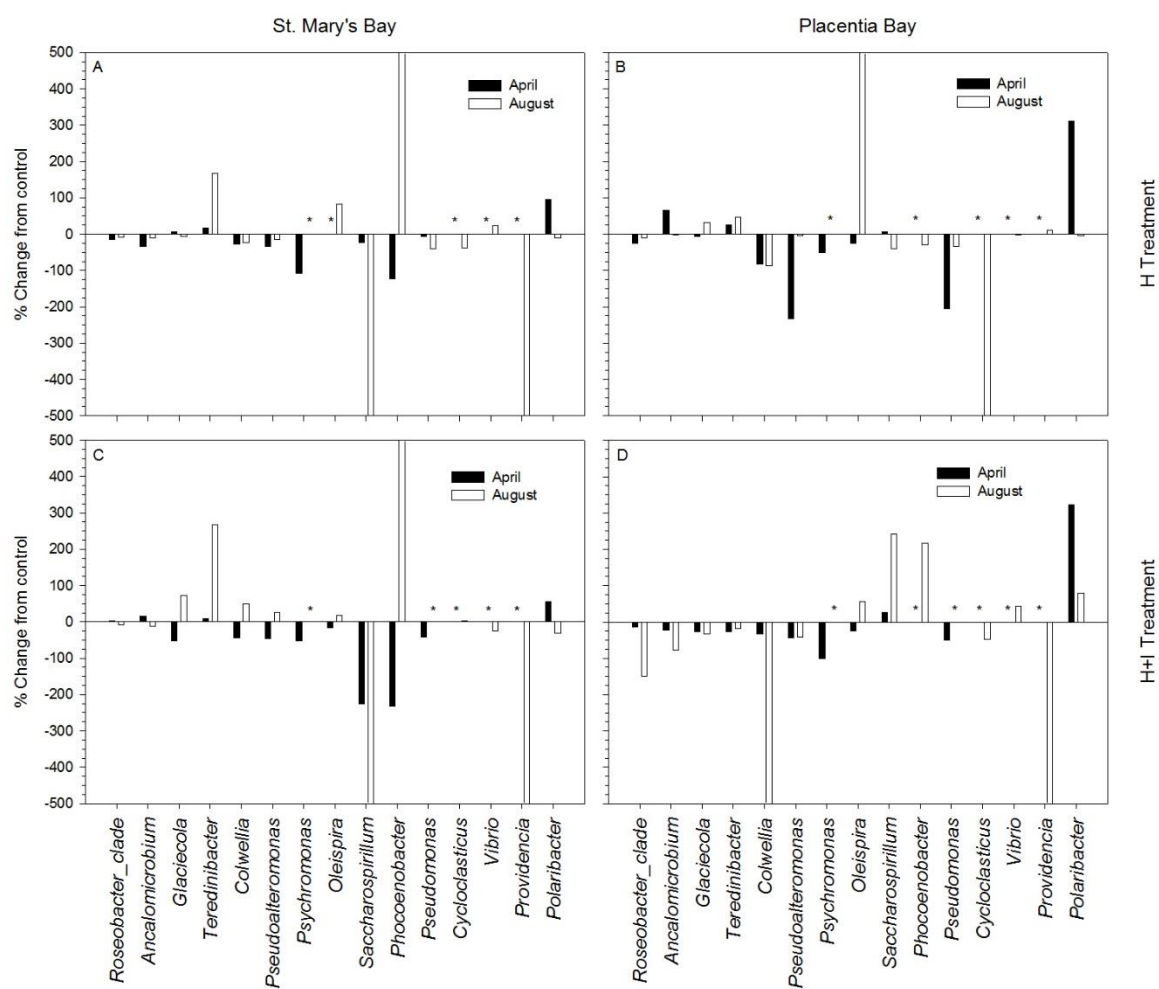 St. Mary's Bay
Placentia Bay
A
April
August
B
April
August
% Change from control
500
400
300
200
100
0
-100
-200
-300
-400
-500
* * * * *
* * * * *
H Treatment
C
April
August
D
April
August
% Change from control
500
400
300
200
100
0
-100
-200
-300
-400
-500
* * * * *
* * * * * *
H+I Treatment
Roseobacter_clade
Ancalomicrobium
Glaciecola
Teredinibacter
Colwellia
Pseudoalteromonas
Psychromonas
Oleispira
Saccharospirillum
Phocoenobacter
Pseudomonas
Cycloclasticus
Vibrio
Providencia
Polaribacter
Roseobacter_clade
Ancalomicrobium
Glaciecola
Teredinibacter
Colwellia
Pseudoalteromonas
Psychromonas
Oleispira
Saccharospirillum
Phocoenobacter
Pseudomonas
Cycloclasticus
Vibrio
Providencia
Polaribacter